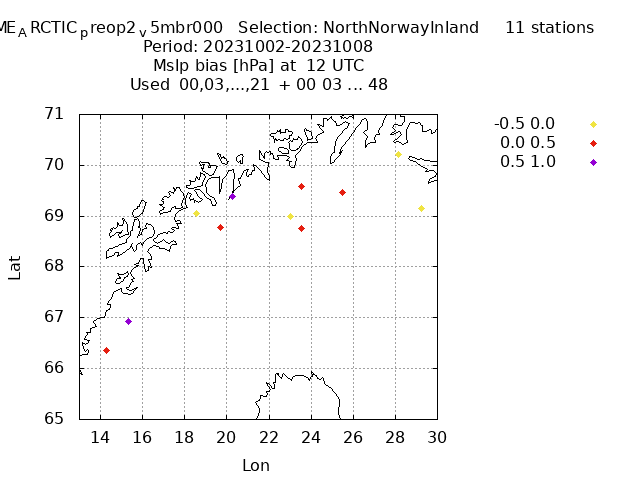 ME_ARCTIC_preop2_v5mbr000 Selection: NorthNorwayInland 11 stations
Period: 20231002-20231008
Mslp bias [hPa] at 12 UTC
Used 00,03,...,21 + 00 03 ... 48
-0.5 0.0
0.0 0.5
0.5 1.0
71
70
69
68
67
66
65
Lat
14 16 18 20 22 24 26 28 30
Lon